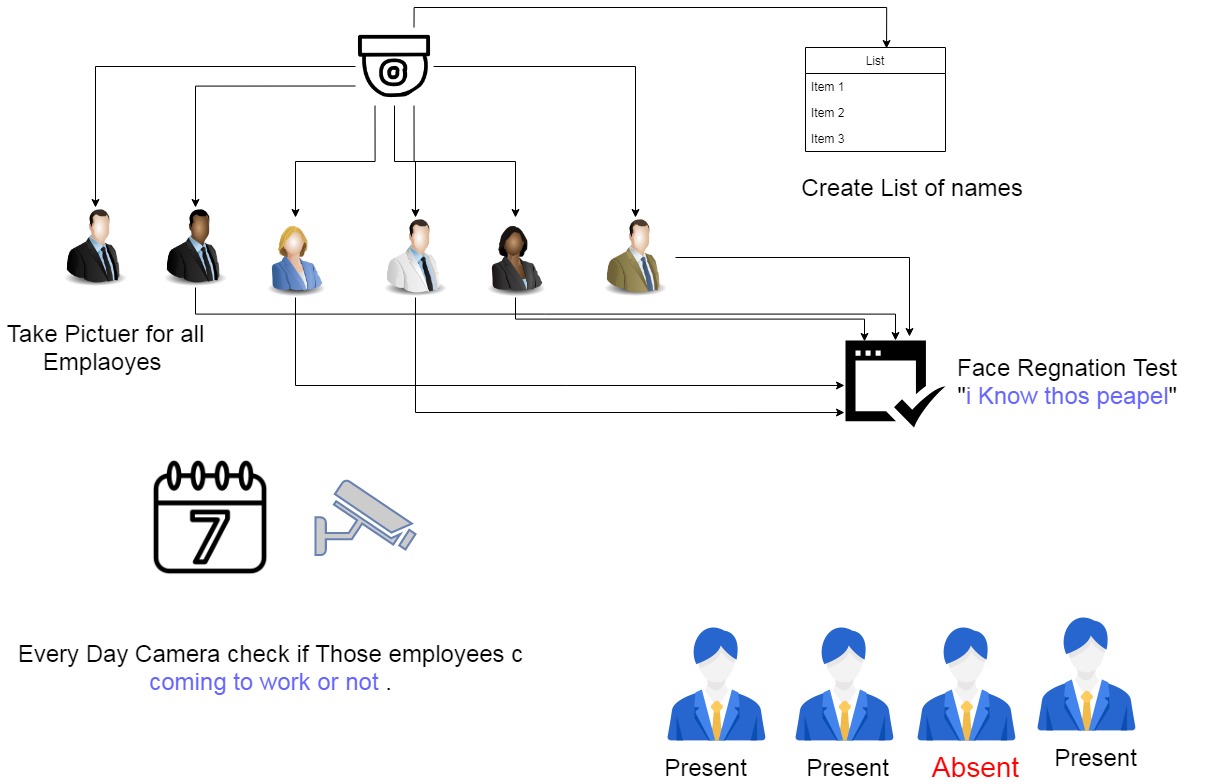 List
Item 1
Item 2
Item 3
Create List of names
Take Pictuer for all
Emplaoyes
Face Regnation Test
"i Know thos peapel"
7
Every Day Camera check if Those employees c
coming to work or not .
Present
Present
Absent
Present